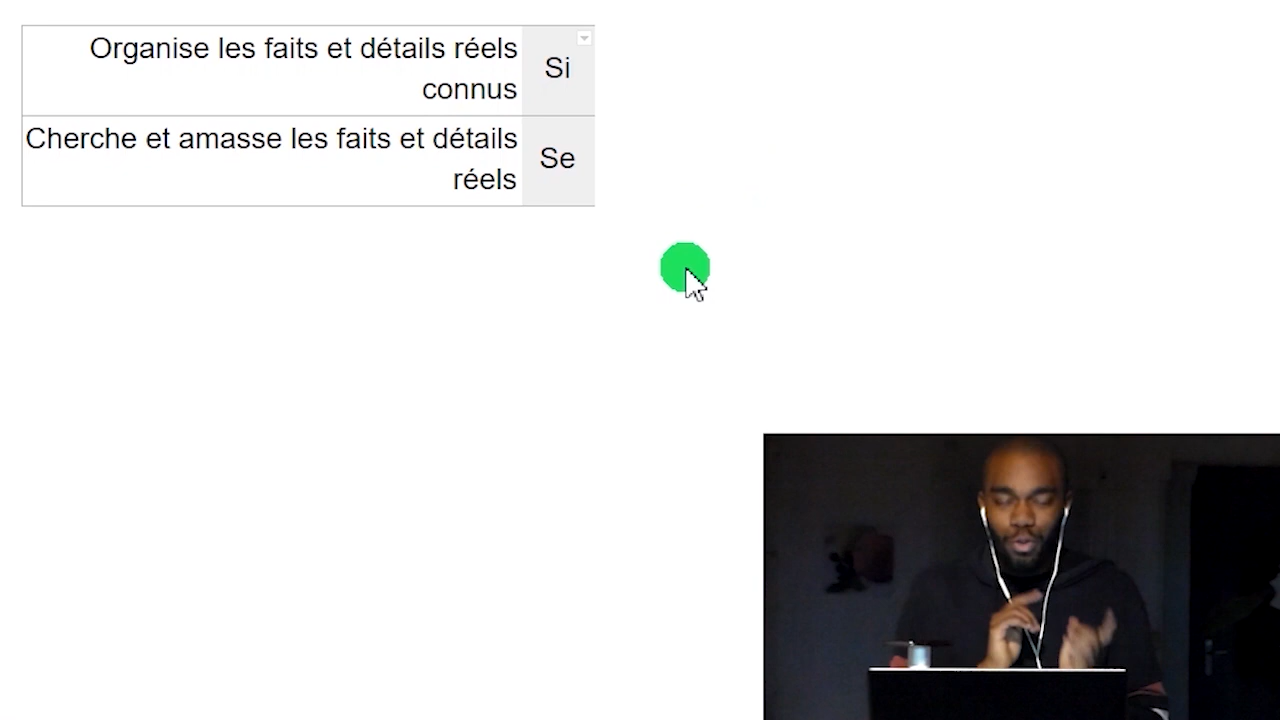 Organise les faits et détails réels
connus
Si
Cherche et amasse les faits et détails
réels
Se